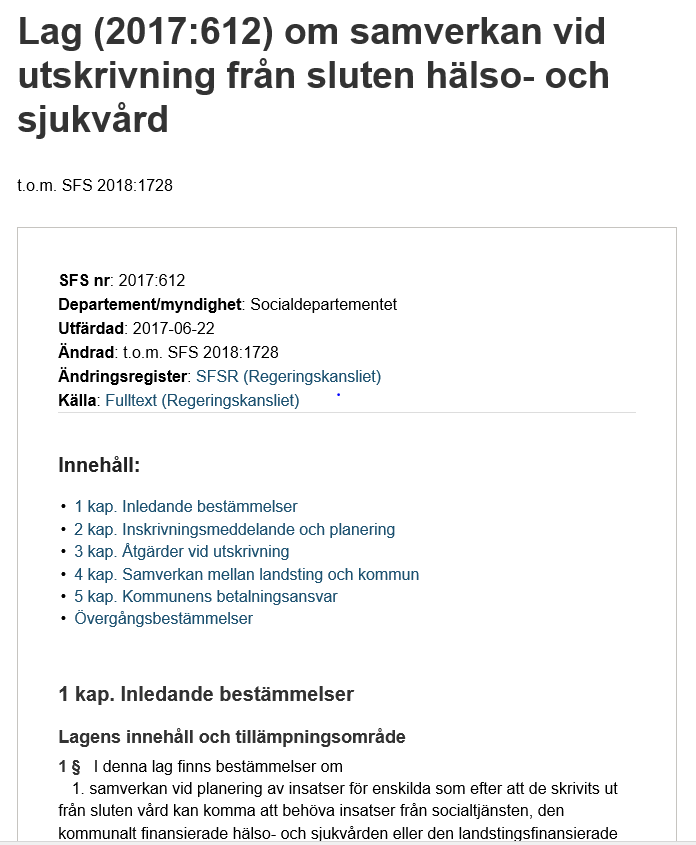 Lag (2017:612) om samverkan vid
utskrivning från sluten hälso- och
sjukvård
t.o.m. SFS 2018:1728
SFS nr: 2017:612
Departement/myndighet: Socialdepartementet
Utfärdad: 2017-06-22
Ändrad: t.o.m. SFS 2018:1728
Ändringsregister: SFSR (Regeringskansliet)
Källa: Fulltext (Regeringskansliet)
Innehåll:
• 1 kap. Inledande bestämmelser
• 2 kap. Inskrivningsmeddelande och planering
• 3 kap. Åtgärder vid utskrivning
• 4 kap. Samverkan mellan landsting och kommun
• 5 kap. Kommunens betalningsansvar
• Övergångsbestämmelser
1 kap. Inledande bestämmelser
Lagens innehåll och tillämpningsområde
1 § I denna lag finns bestämmelser om
1. samverkan vid planering av insatser för enskilda som efter att de skrivits ut
från sluten vård kan komma att behöva insatser från socialtjänsten, den
kommunalt finansierade hälso- och sjukvården eller den landstingsfinansierade